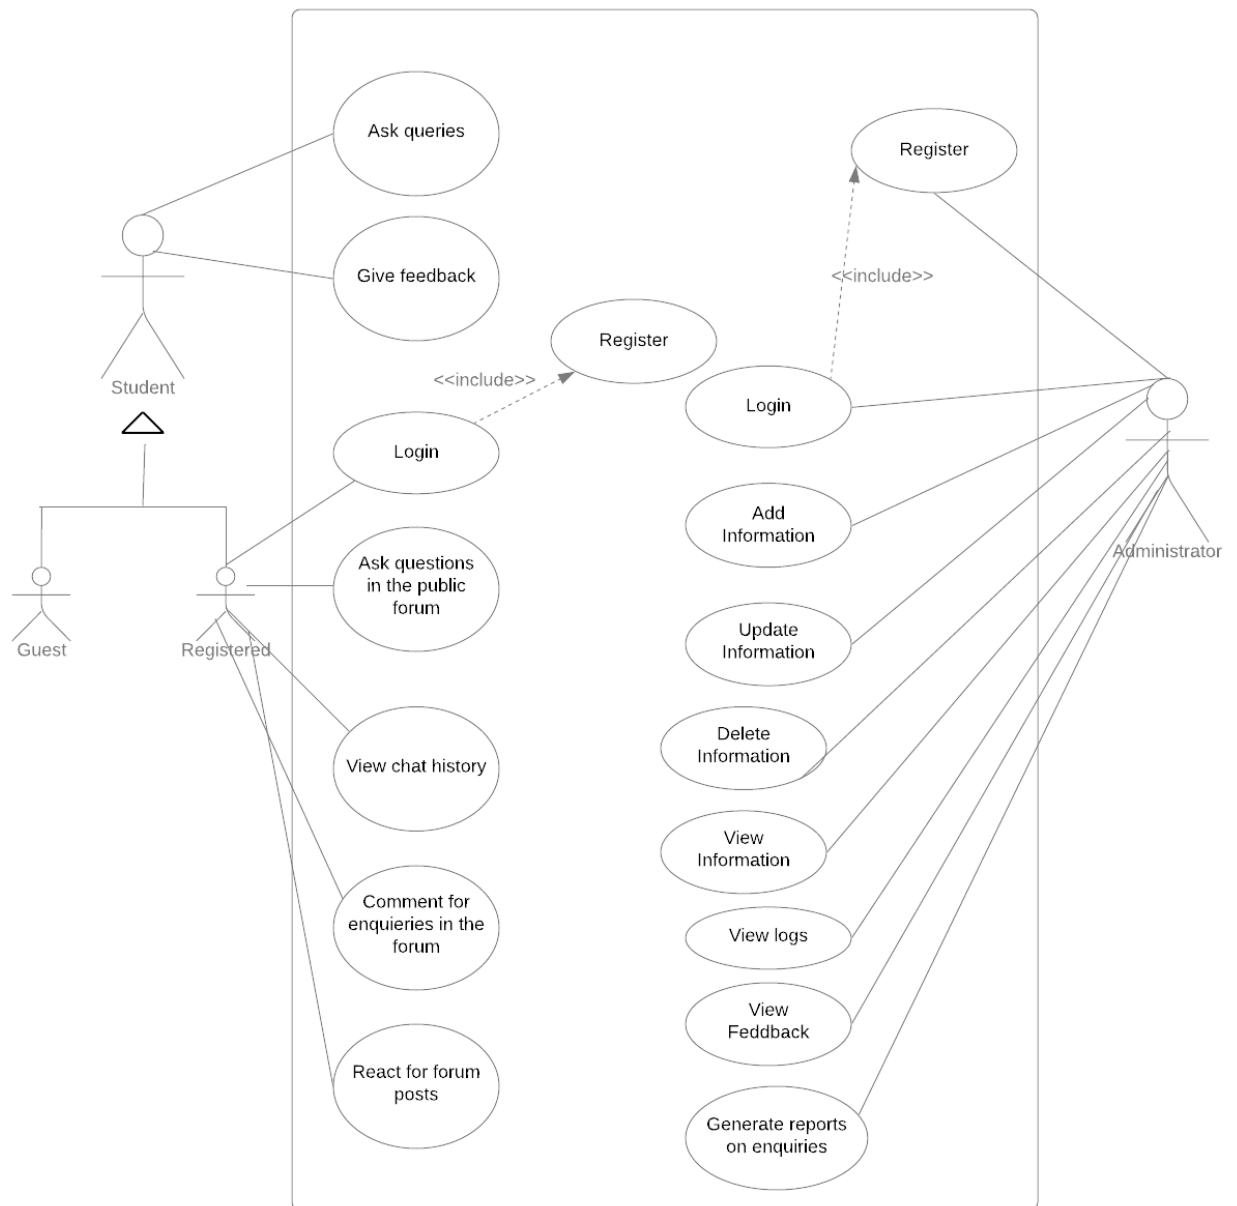 Ask queries
Register
Give feedback
<<include>>
Register
<<include>>
Student
Login
Login
Add
Information
Ask questions
in the public
forum
Administrator
Guest
Registered
Update
Information
Delete
Information
View chat history
View
Information
Comment for
enquieries in the
forum
View logs
View
Feddback
React for forum
posts
Generate reports
on enquiries